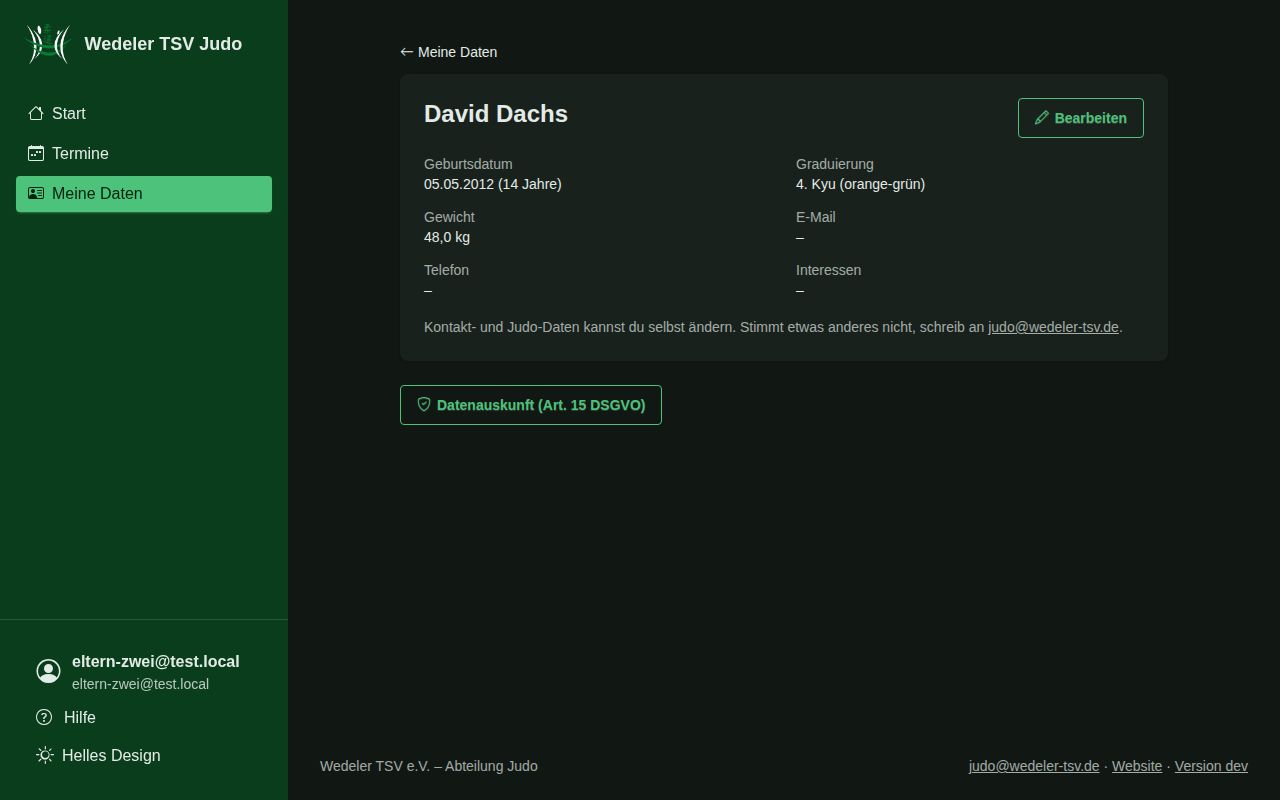 Wedeler TSV Judo
Start
Termine
Meine Daten
eltern-zwei@test.local
eltern-zwei@test.local
Hilfe
Helles Design
← Meine Daten
David Dachs
Bearbeiten
Geburtsdatum
05.05.2012 (14 Jahre)
Graduierung
4. Kyu (orange-grün)
Gewicht
48,0 kg
E-Mail
–
Telefon
–
Interessen
–
Kontakt- und Judo-Daten kannst du selbst ändern. Stimmt etwas anderes nicht, schreib an judo@wedeler-tsv.de.
Datenauskunft (Art. 15 DSGVO)
Wedeler TSV e.V. – Abteilung Judo
judo@wedeler-tsv.de · Website · Version dev